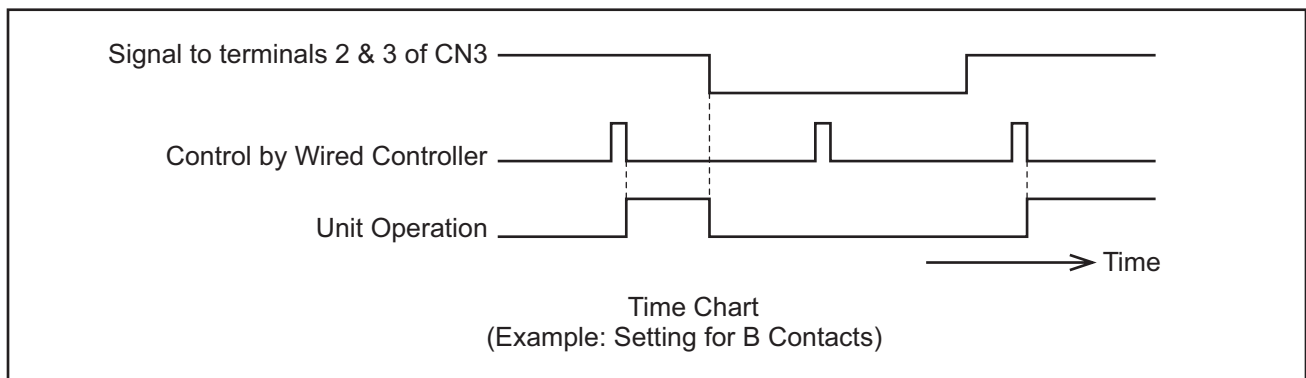 Signal to terminals 2 & 3 of CN3
Control by Wired Controller
Unit Operation
Time
Time Chart
(Example: Setting for B Contacts)